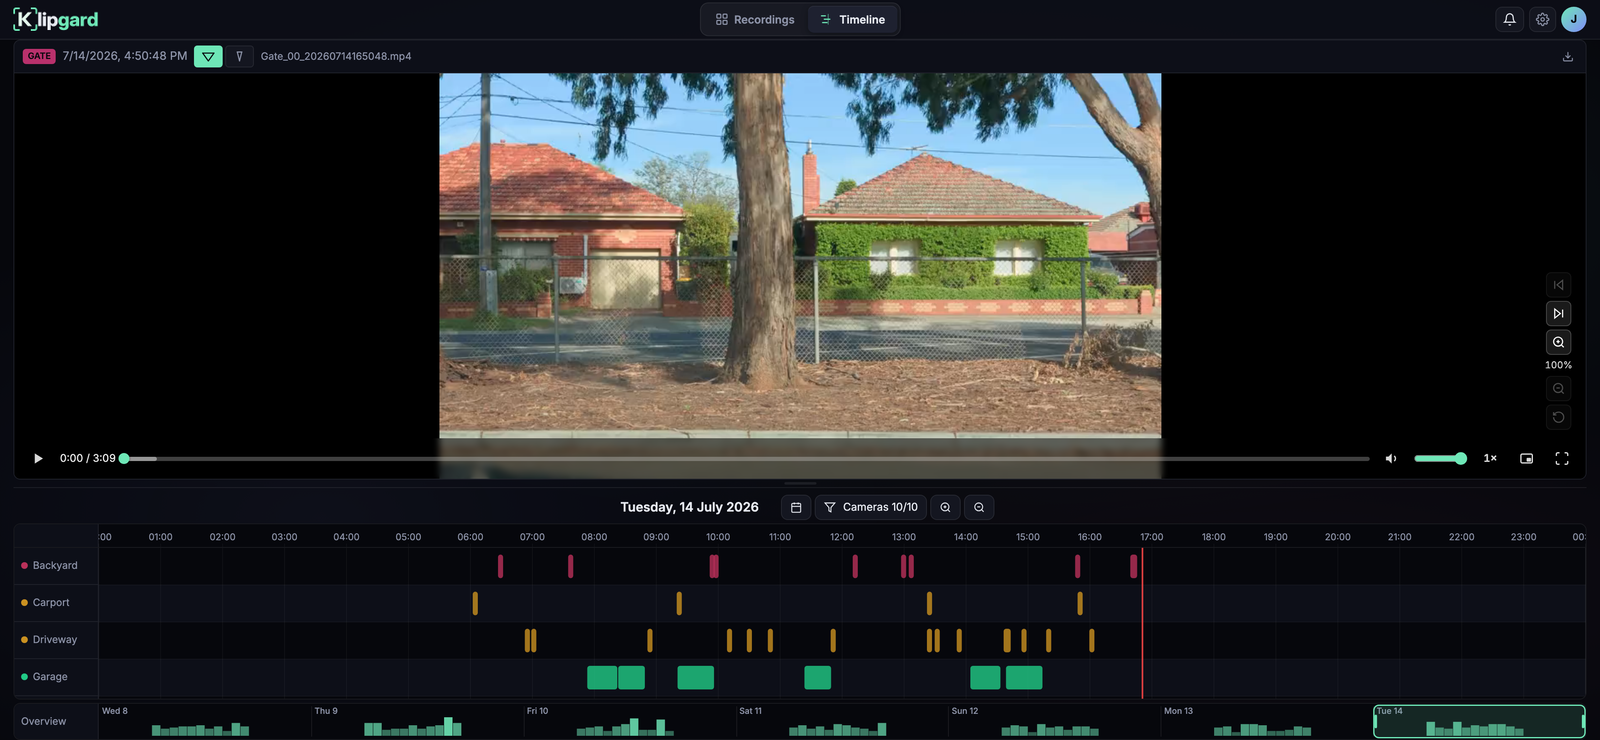 Klipgard
Recordings
Timeline
J
GATE 7/14/2026, 4:50:48 PM Gate_00_20260714165048.mp4
100%
0:00 / 3:09
1×
Tuesday, 14 July 2026
Cameras 10/10
:00 01:00 02:00 03:00 04:00 05:00 06:00 07:00 08:00 09:00 10:00 11:00 12:00 13:00 14:00 15:00 16:00 17:00 18:00 19:00 20:00 21:00 22:00 23:00 00:
Backyard
Carport
Driveway
Garage
Overview
Wed 8 Thu 9 Fri 10 Sat 11 Sun 12 Mon 13 Tue 14